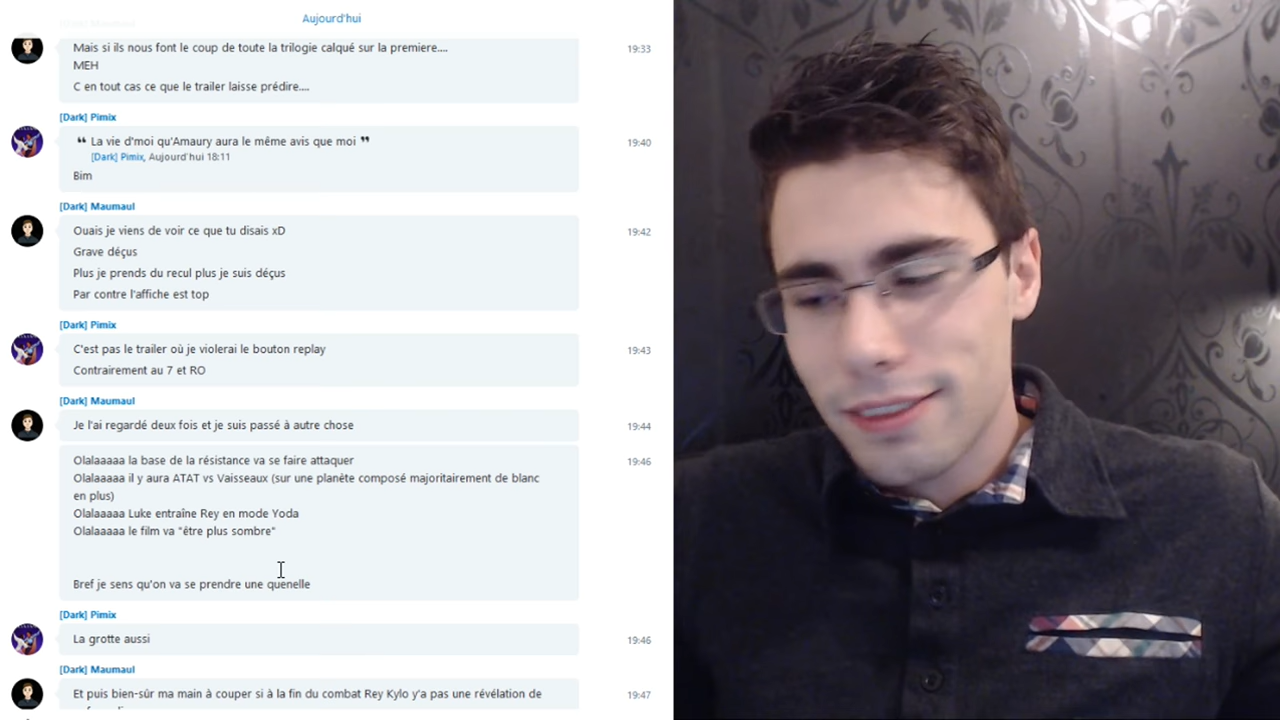 Aujourd'hui
[Dark] Maumaul
Mais si ils nous font le coup de toute la trilogie calqué sur la premiere....
19:33
MEH
C en tout cas ce que le trailer laisse prédire....
[Dark] Pimix
❝ La vie d'moi qu'Amaury aura le même avis que moi ❞
19:40
[Dark] Pimix, Aujourd'hui 18:11
Bim
[Dark] Maumaul
Ouais je viens de voir ce que tu disais xD
19:42
Grave déçus
Plus je prends du recul plus je suis déçus
Par contre l'affiche est top
[Dark] Pimix
C'est pas le trailer où je violerai le bouton replay
19:43
Contrairement au 7 et RO
[Dark] Maumaul
Je l'ai regardé deux fois et je suis passé à autre chose
19:44
Olalaaaaa la base de la résistance va se faire attaquer
19:46
Olalaaaaa il y aura ATAT vs Vaisseaux (sur une planète composé majoritairement de blanc
en plus)
Olalaaaaa Luke entraîne Rey en mode Yoda
Olalaaaaa le film va "être plus sombre"
Bref je sens qu'on va se prendre une quenelle
[Dark] Pimix
La grotte aussi
19:46
[Dark] Maumaul
Et puis bien-sûr ma main à couper si à la fin du combat Rey Kylo y'a pas une révélation de
19:47